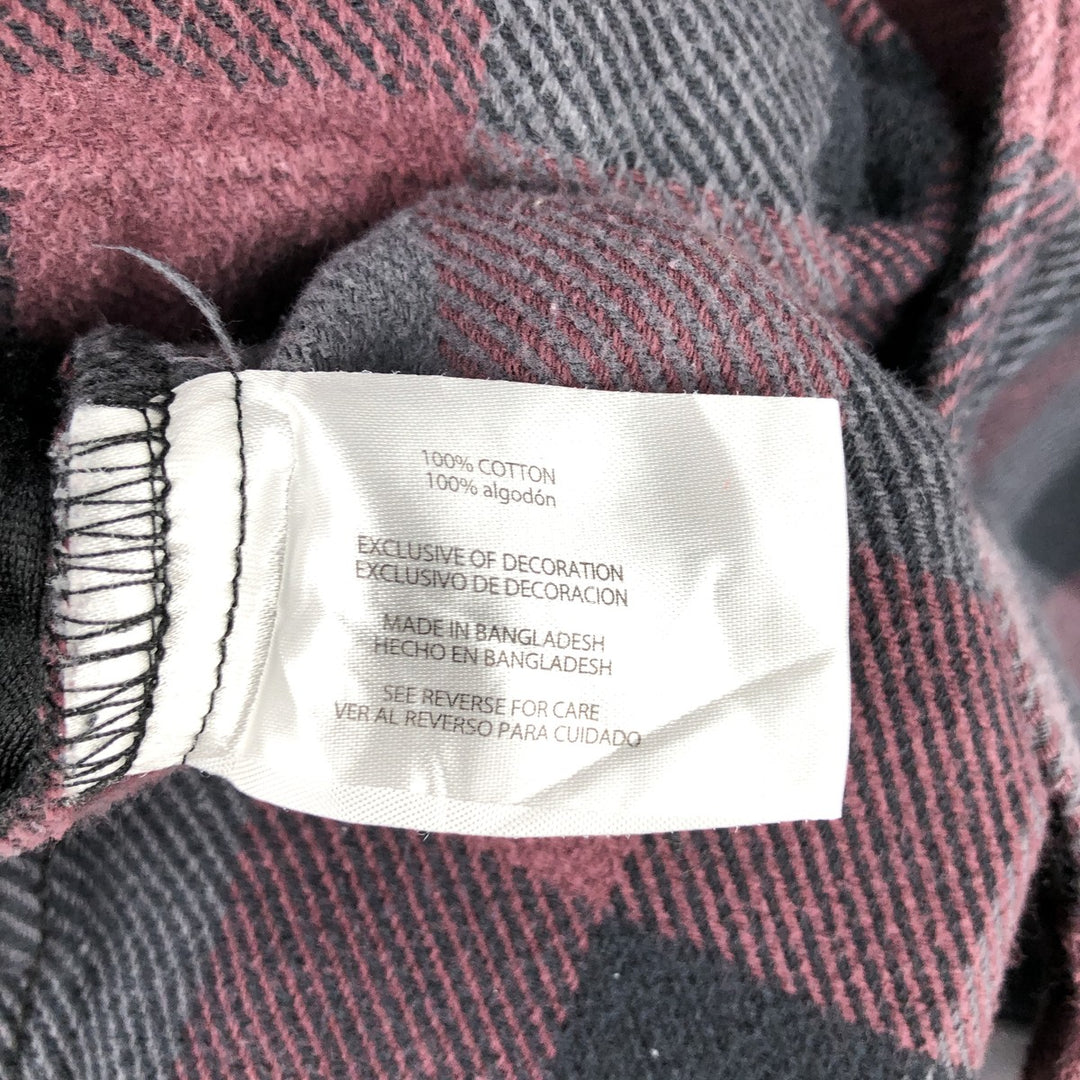 100% COTTON
100% algodón
EXCLUSIVE OF DECORATION
EXCLUSIVO DE DECORACION
MADE IN BANGLADESH
HECHO EN BANGLADESH
SEE REVERSE FOR CARE
VER AL REVERSO PARA CUIDADO